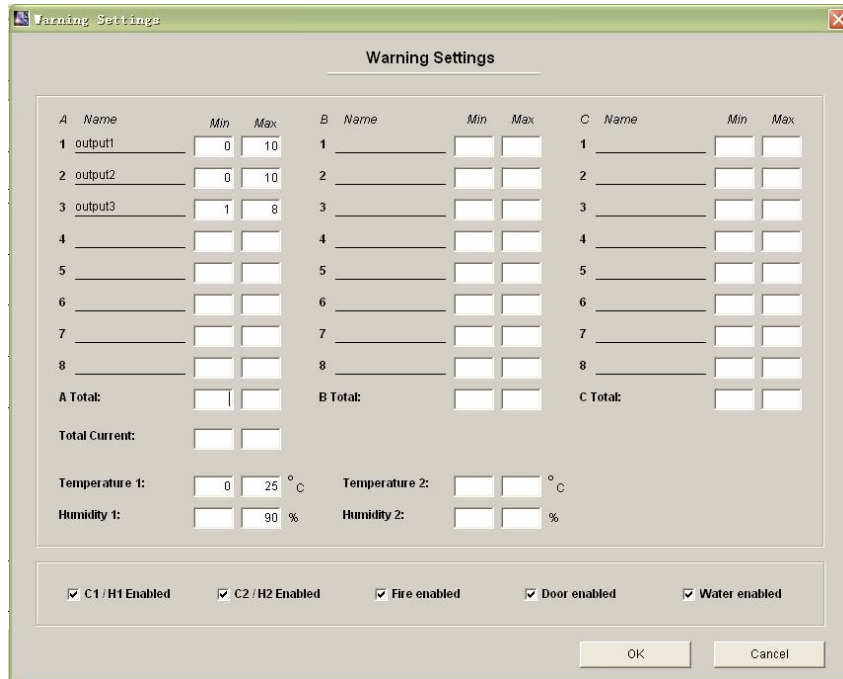 Warning Settings
Warning Settings
A Name Min Max B Name Min Max C Name Min Max
1 output1 0 10 1 1
2 output2 0 10 2 2
3 output3 1 8 3 3
4 4 4
5 5 5
6 6 6
7 7 7
8 8 8
A Total: B Total: C Total:
Total Current:
Temperature 1: 0 25 °C Temperature 2: °C
Humidity 1: 90 % Humidity 2: %
C1 / H1 Enabled C2 / H2 Enabled Fire enabled Door enabled Water enabled
OK Cancel